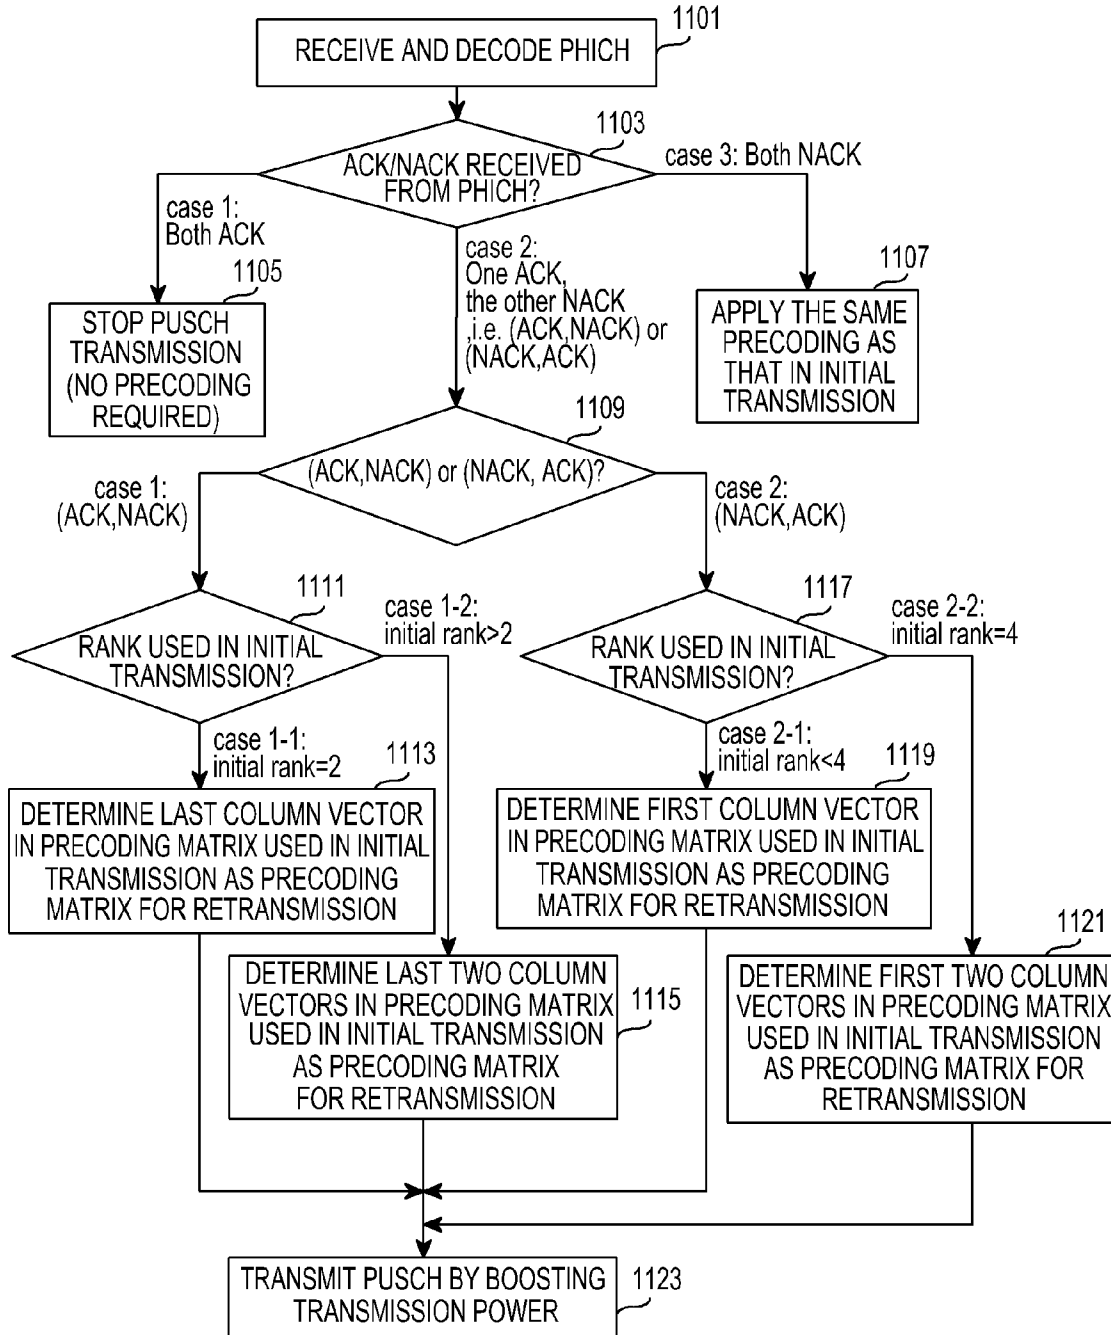 1101
RECEIVE AND DECODE PHICH
1103
ACK/NACK RECEIVED
FROM PHICH?
case 3: Both NACK
case 1:
Both ACK
case 2:
One ACK,
the other NACK
,i.e. (ACK,NACK) or
(NACK,ACK)
1105
STOP PUSCH
TRANSMISSION
(NO PRECODING
REQUIRED)
1107
APPLY THE SAME
PRECODING AS
THAT IN INITIAL
TRANSMISSION
1109
(ACK,NACK) or (NACK, ACK)?
case 1:
(ACK,NACK)
case 2:
(NACK,ACK)
1111
RANK USED IN INITIAL
TRANSMISSION?
case 1-2:
initial rank>2
1117
RANK USED IN INITIAL
TRANSMISSION?
case 2-2:
initial rank=4
case 1-1:
initial rank=2
case 2-1:
initial rank<4
1113
DETERMINE LAST COLUMN VECTOR
IN PRECODING MATRIX USED IN INITIAL
TRANSMISSION AS PRECODING
MATRIX FOR RETRANSMISSION
1119
DETERMINE FIRST COLUMN VECTOR
IN PRECODING MATRIX USED IN INITIAL
TRANSMISSION AS PRECODING
MATRIX FOR RETRANSMISSION
DETERMINE LAST TWO COLUMN
VECTORS IN PRECODING MATRIX
USED IN INITIAL TRANSMISSION
AS PRECODING MATRIX
FOR RETRANSMISSION
1115
1121
DETERMINE FIRST TWO COLUMN
VECTORS IN PRECODING MATRIX
USED IN INITIAL TRANSMISSION
AS PRECODING MATRIX FOR
RETRANSMISSION
TRANSMIT PUSCH BY BOOSTING
TRANSMISSION POWER
1123